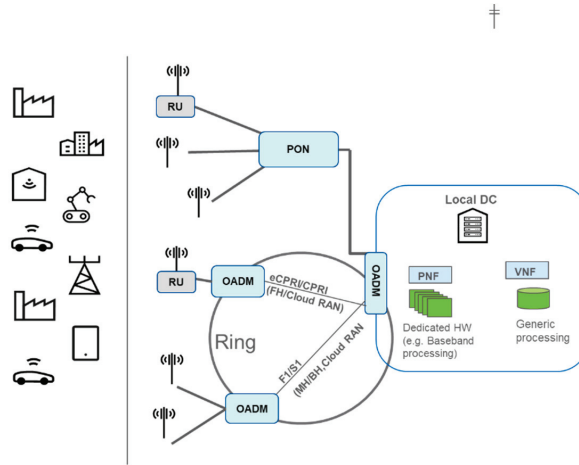 RU
PON
Local DC
PNF
VNF
Dedicated HW
(e.g. Baseband
processing)
Generic
processing
OADM
RU
OADM
eCPRI/CPRI
(FH/Cloud RAN)
Ring
F1/S1
(MH/BH,Cloud RAN
OADM